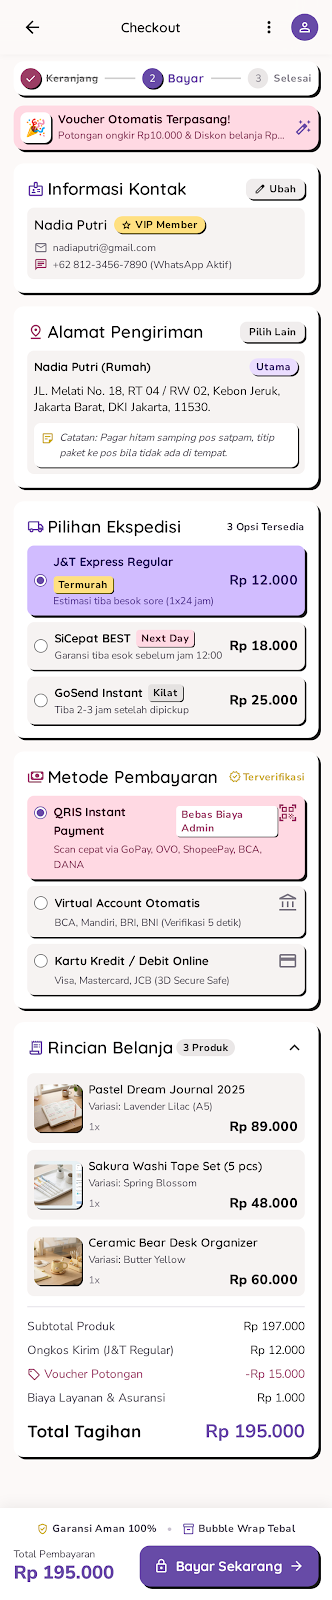 Checkout
Keranjang
2
Bayar
3
Selesai
Voucher Otomatis Terpasang!
Potongan ongkir Rp10.000 & Diskon belanja Rp...
Informasi Kontak
Ubah
Nadia Putri
VIP Member
nadiaputri@gmail.com
+62 812-3456-7890 (WhatsApp Aktif)
Alamat Pengiriman
Pilih Lain
Nadia Putri (Rumah)
Utama
JL. Melati No. 18, RT 04 / RW 02, Kebon Jeruk,
Jakarta Barat, DKI Jakarta, 11530.
Catatan: Pagar hitam samping pos satpam, titip
paket ke pos bila tidak ada di tempat.
Pilihan Ekspedisi
3 Opsi Tersedia
J&T Express Regular
Termurah
Rp 12.000
Estimasi tiba besok sore (1x24 jam)
SiCepat BEST
Next Day
Rp 18.000
Garansi tiba esok sebelum jam 12:00
GoSend Instant
Kilat
Rp 25.000
Tiba 2-3 jam setelah dipickup
Metode Pembayaran
Terverifikasi
QRIS Instant
Payment
Bebas Biaya
Admin
Scan cepat via GoPay, OVO, ShopeePay, BCA,
DANA
Virtual Account Otomatis
BCA, Mandiri, BRI, BNI (Verifikasi 5 detik)
Kartu Kredit / Debit Online
Visa, Mastercard, JCB (3D Secure Safe)
Rincian Belanja
3 Produk
Pastel Dream Journal 2025
Variasi: Lavender Lilac (A5)
1x
Rp 89.000
Sakura Washi Tape Set (5 pcs)
Variasi: Spring Blossom
1x
Rp 48.000
Ceramic Bear Desk Organizer
Variasi: Butter Yellow
1x
Rp 60.000
Subtotal Produk
Rp 197.000
Ongkos Kirim (J&T Regular)
Rp 12.000
Voucher Potongan
-Rp 15.000
Biaya Layanan & Asuransi
Rp 1.000
Total Tagihan
Rp 195.000
Garansi Aman 100%
Bubble Wrap Tebal
Total Pembayaran
Rp 195.000
Bayar Sekarang